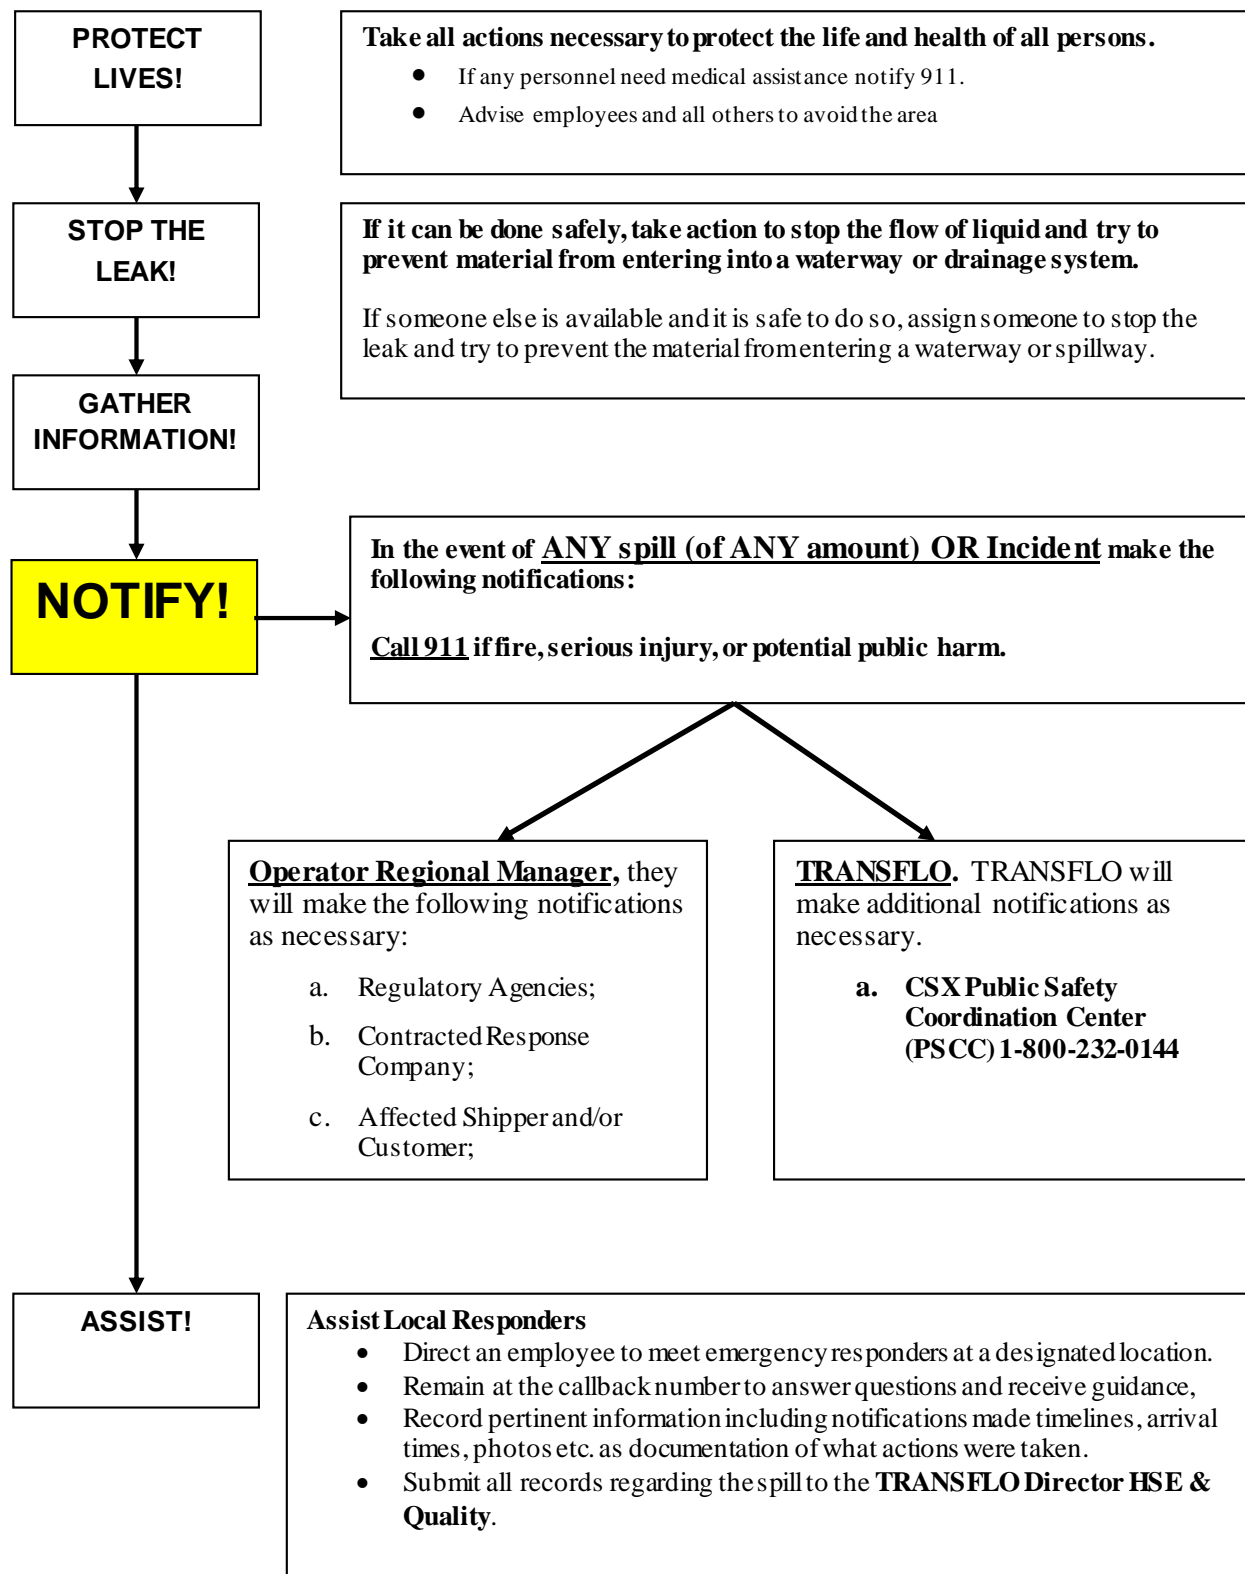 PROTECT
LIVES!
Take all actions necessary to protect the life and health of all persons.
• If any personnel need medical assistance notify 911.
• Advise employees and all others to avoid the area
STOP THE
LEAK!
If it can be done safely, take action to stop the flow of liquid and try to
prevent material from entering into a waterway or drainage system.
If someone else is available and it is safe to do so, assign someone to stop the
leak and try to prevent the material from entering a waterway or spillway.
GATHER
INFORMATION!
NOTIFY!
In the event of ANY spill (of ANY amount) OR Incident make the
following notifications:
Call 911 if fire, serious injury, or potential public harm.
Operator Regional Manager, they
will make the following notifications
as necessary:
a. Regulatory Agencies;
b. Contracted Response
Company;
c. Affected Shipper and/or
Customer;
TRANSFLO. TRANSFLO will
make additional notifications as
necessary.
a. CSX Public Safety
Coordination Center
(PSCC) 1-800-232-0144
ASSIST!
Assist Local Responders
• Direct an employee to meet emergency responders at a designated location.
• Remain at the callback number to answer questions and receive guidance,
• Record pertinent information including notifications made timelines, arrival
times, photos etc. as documentation of what actions were taken.
• Submit all records regarding the spill to the TRANSFLO Director HSE &
Quality.